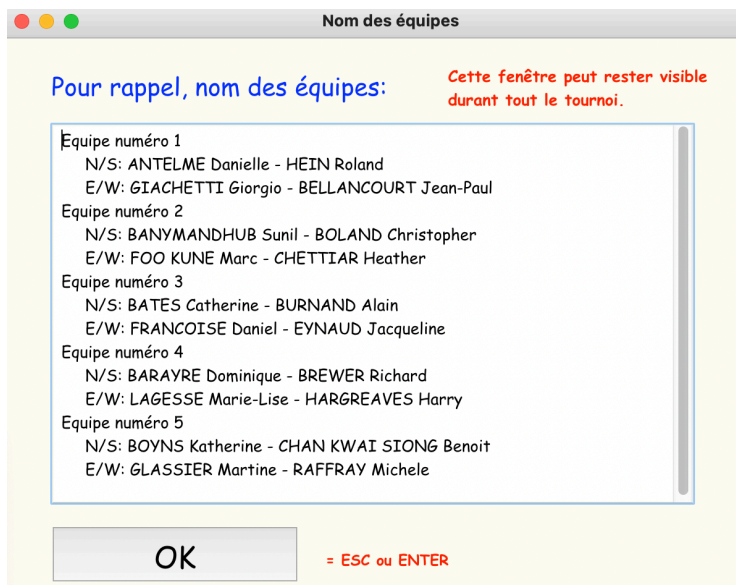 Nom des équipes
Pour rappel, nom des équipes:
Cette fenêtre peut rester visible
durant tout le tournoi.
Equipe numéro 1
N/S: ANTELME Danielle - HEIN Roland
E/W: GIACHETTI Giorgio - BELLANCOURT Jean-Paul
Equipe numéro 2
N/S: BANYMANDHUB Sunil - BOLAND Christopher
E/W: FOO KUNE Marc - CHETTIAR Heather
Equipe numéro 3
N/S: BATES Catherine - BURNAND Alain
E/W: FRANCOISE Daniel - EYNAUD Jacqueline
Equipe numéro 4
N/S: BARAYRE Dominique - BREWER Richard
E/W: LAGESSE Marie-Lise - HARGREAVES Harry
Equipe numéro 5
N/S: BOYNS Katherine - CHAN KWAI SIONG Benoit
E/W: GLASSIER Martine - RAFFRAY Michele
OK
= ESC ou ENTER